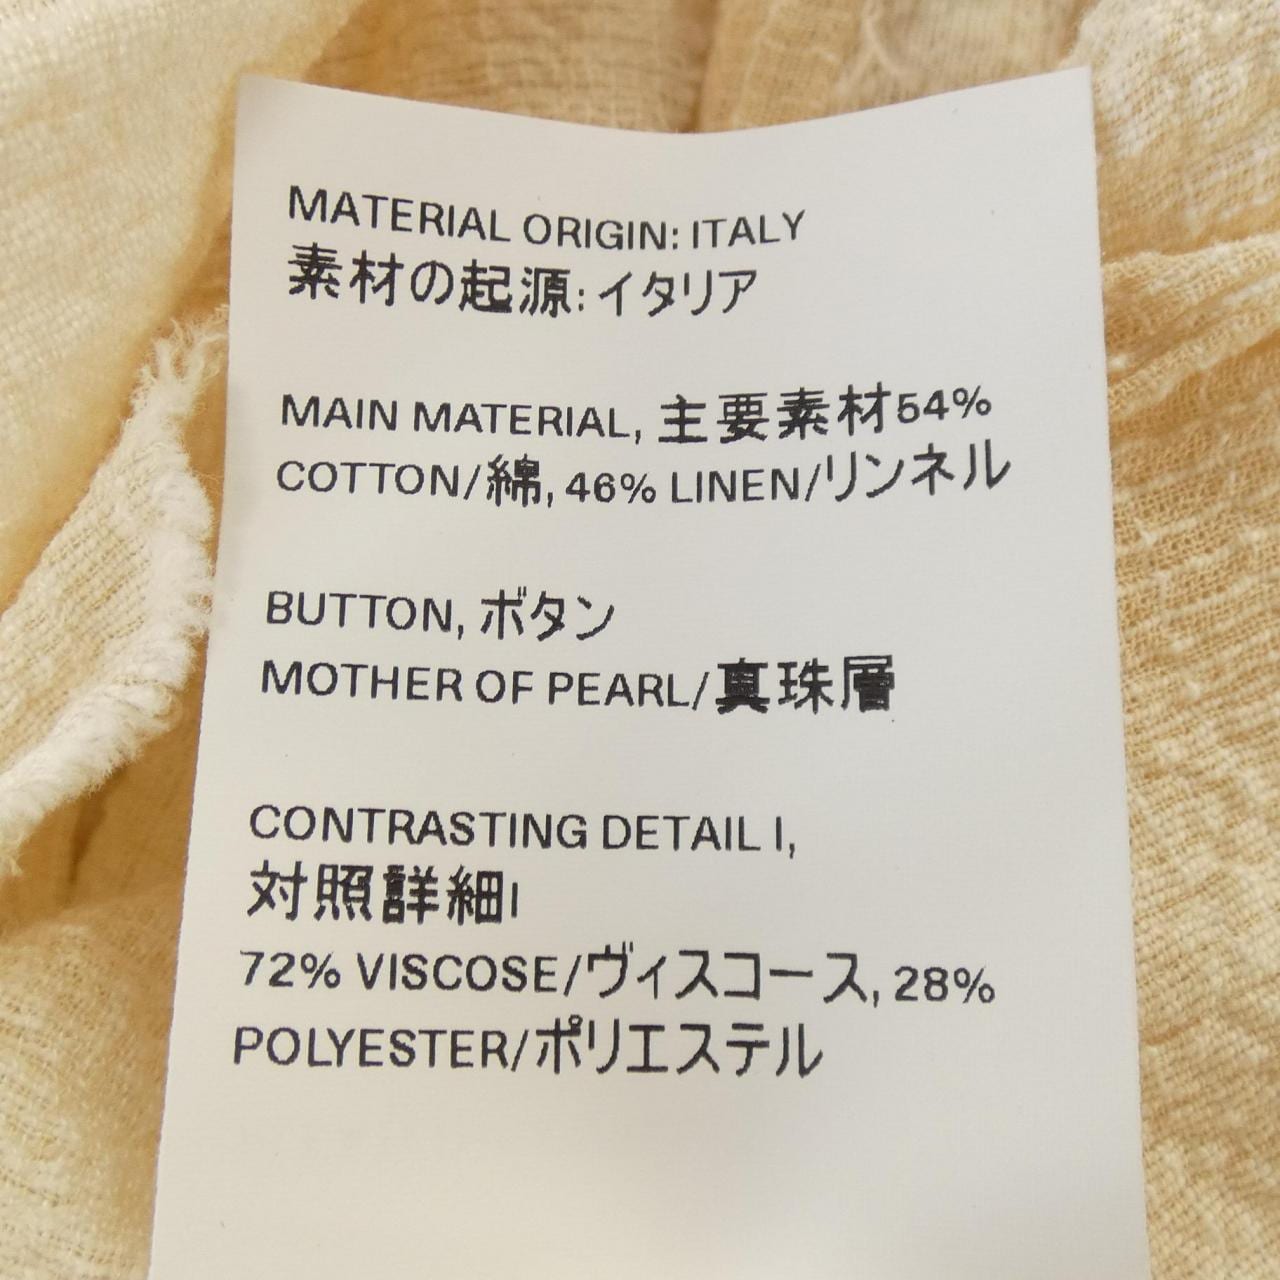 MATERIAL ORIGIN: ITALY
素材の起源: イタリア
MAIN MATERIAL, 主要素材54%
COTTON/綿, 46% LINEN/リンネル
BUTTON, ボタン
MOTHER OF PEARL/真珠層
CONTRASTING DETAIL I,
対照詳細I
72% VISCOSE/ヴィスコース, 28%
POLYESTER/ポリエステル